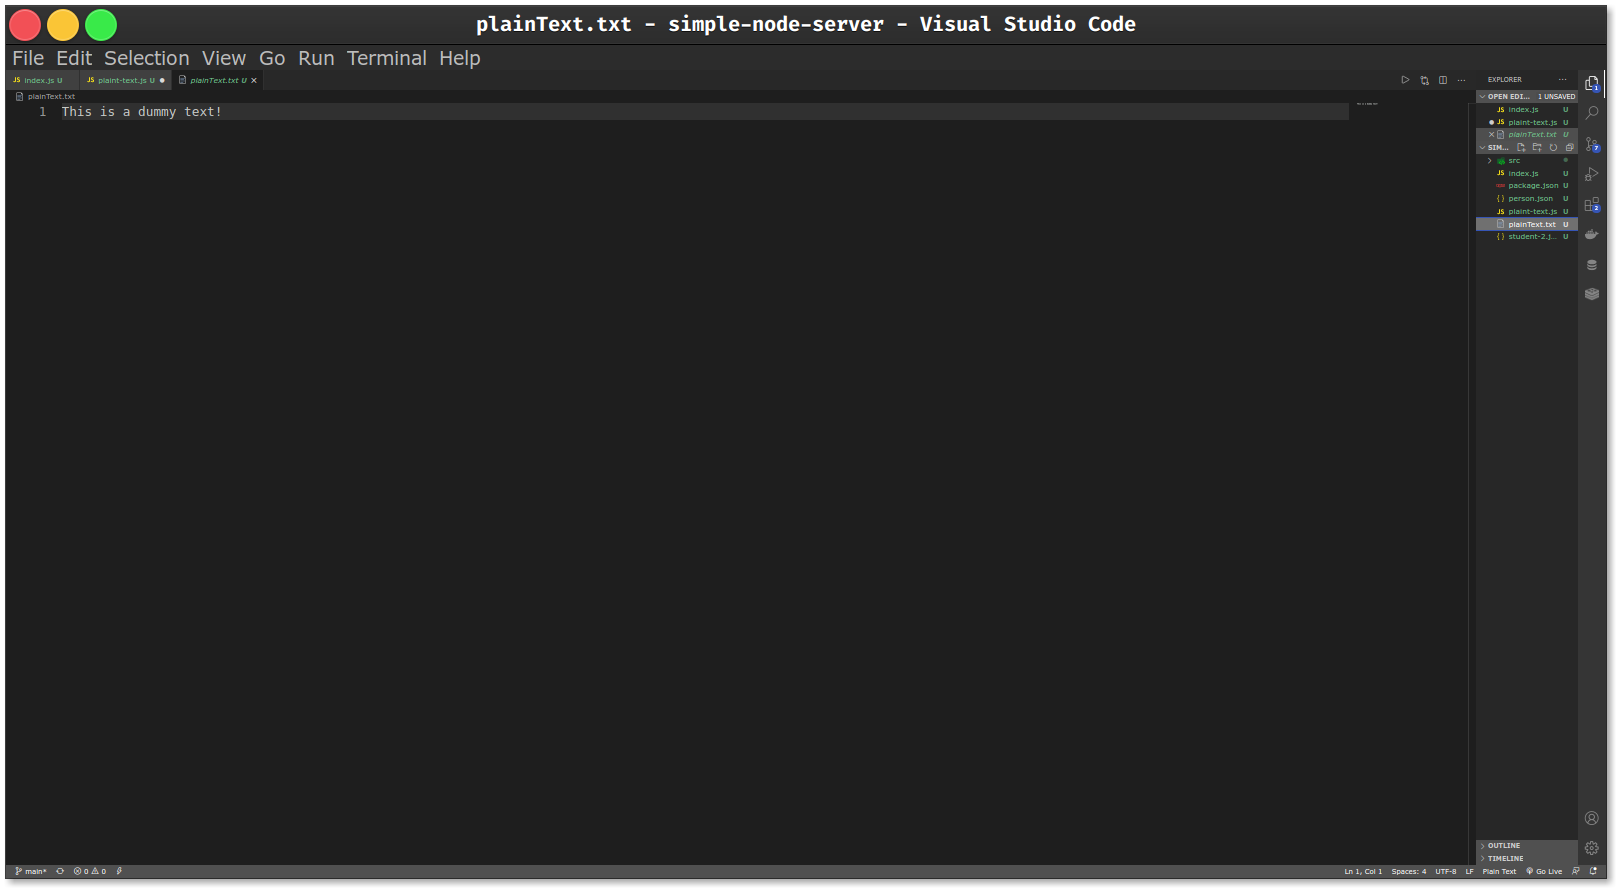 plainText.txt - simple-node-server - Visual Studio Code
File Edit Selection View Go Run Terminal Help
JS index.js U JS plaint-text.js U plainText.txt U
plainText.txt
1 This is a dummy text!
EXPLORER
OPEN EDI... 1 UNSAVED
JS index.js U
JS plaint-text.js U
plainText.txt U
SIM...
src
JS index.js U
package.json U
{} person.json U
JS plaint-text.js U
plainText.txt U
{} student-2.j... U
1
7
2
OUTLINE
TIMELINE
main* 0 0 Ln 1, Col 1 Spaces: 4 UTF-8 LF Plain Text Go Live